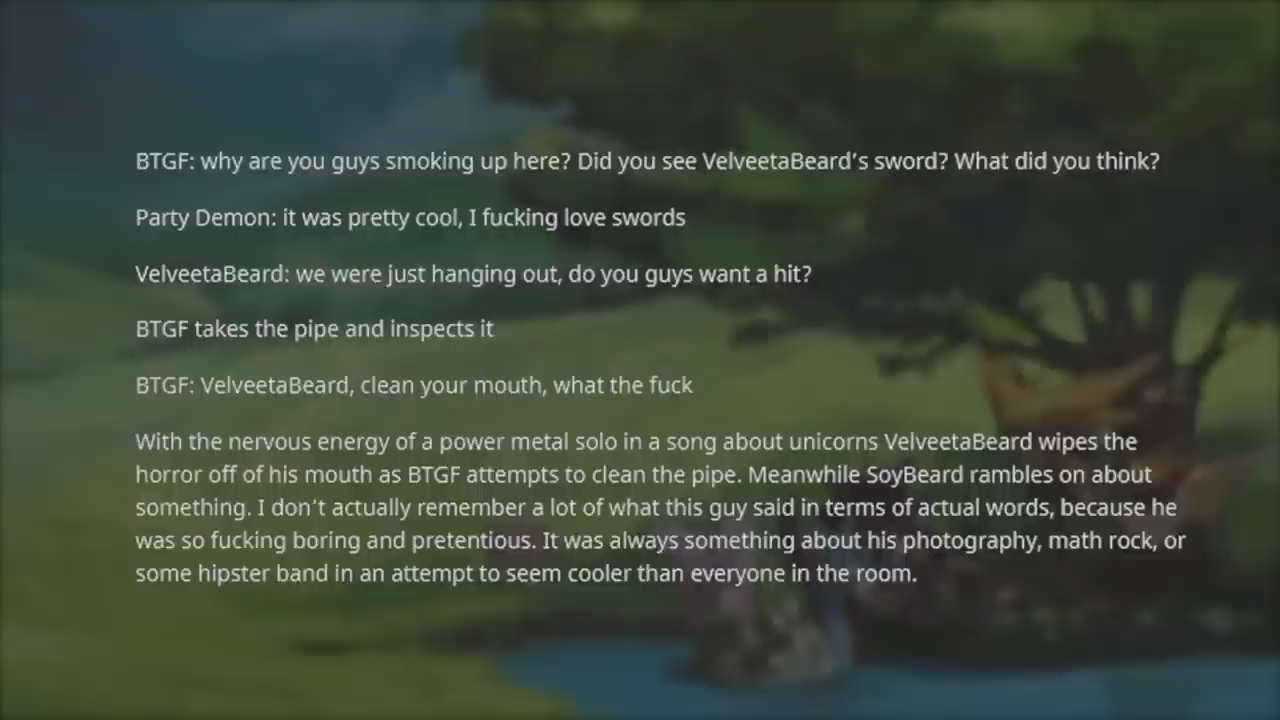 BTGF: why are you guys smoking up here? Did you see VelveetaBeard’s sword? What did you think?
Party Demon: it was pretty cool, I fucking love swords
VelveetaBeard: we were just hanging out, do you guys want a hit?
BTGF takes the pipe and inspects it
BTGF: VelveetaBeard, clean your mouth, what the fuck
With the nervous energy of a power metal solo in a song about unicorns VelveetaBeard wipes the
horror off of his mouth as BTGF attempts to clean the pipe. Meanwhile SoyBeard rambles on about
something. I don’t actually remember a lot of what this guy said in terms of actual words, because he
was so fucking boring and pretentious. It was always something about his photography, math rock, or
some hipster band in an attempt to seem cooler than everyone in the room.